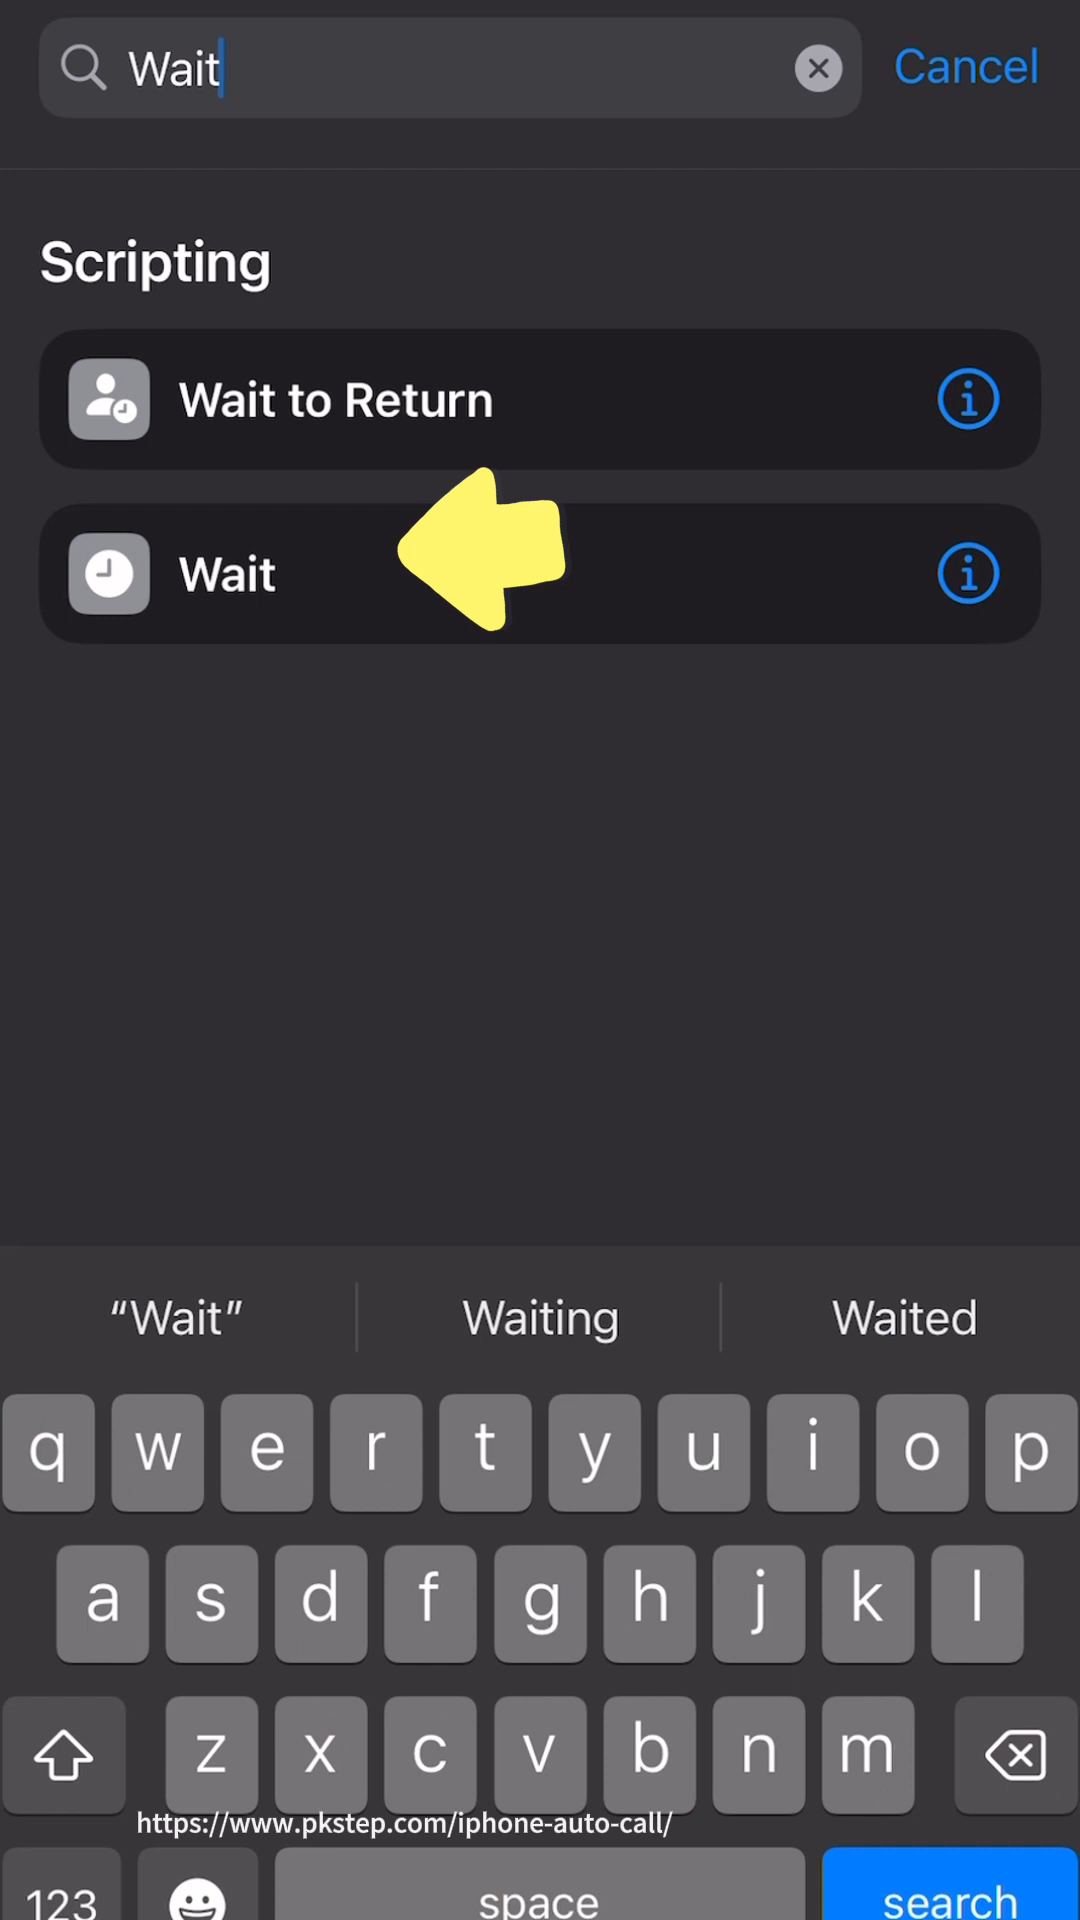 Wait
Cancel
Scripting
Wait to Return
Wait
“Wait”
Waiting
Waited
q w e r t y u i o p
a s d f g h j k l
z x c v b n m
https://www.pkstep.com/iphone-auto-call/
123
space
search